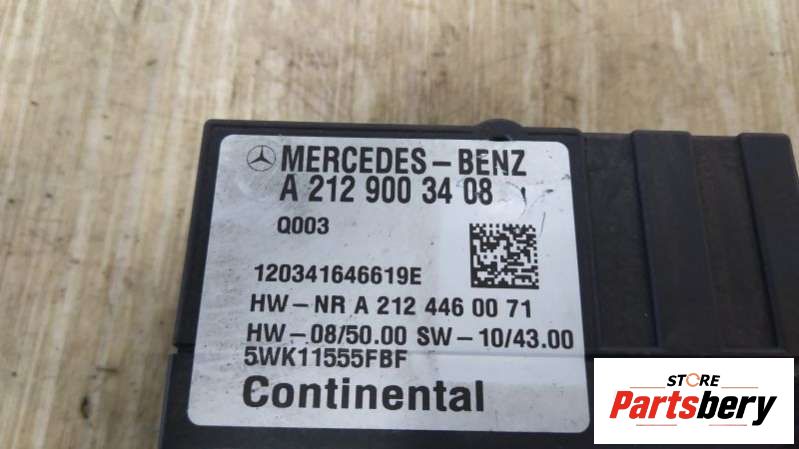 MERCEDES-BENZ
A 212 900 34 08
Q003
120341646619E
HW-NR A 212 446 00 71
HW-08/50.00 SW-10/43.00
5WK11555FBF
Continental
STORE
Partsbery